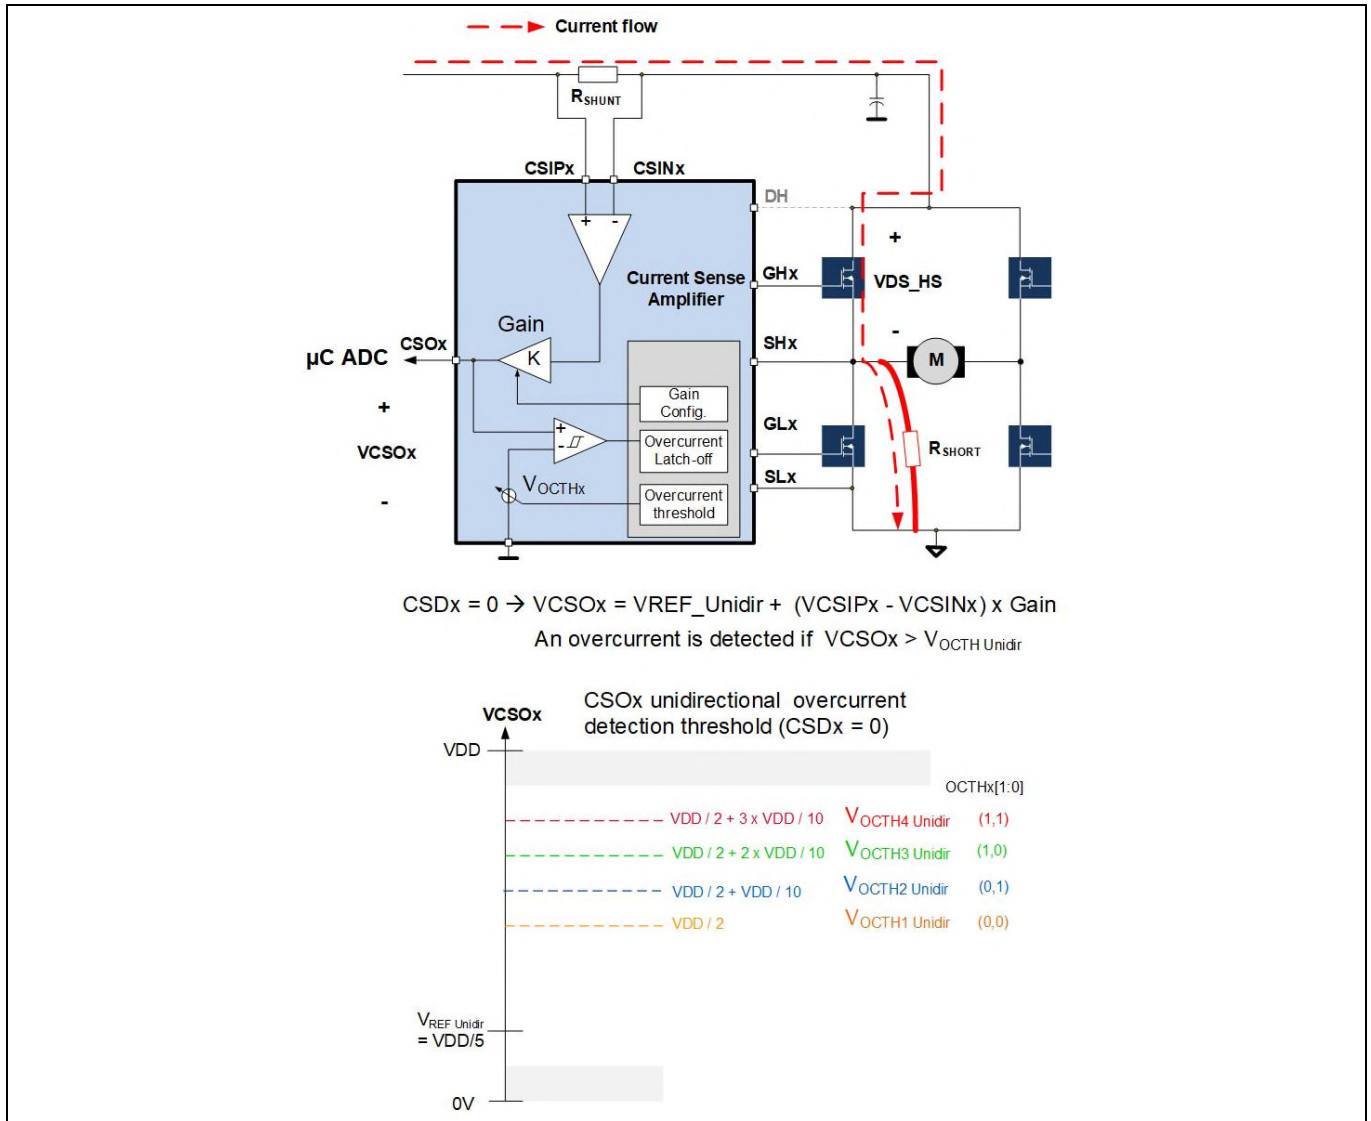 Current flow
RSHUNT
CSIPx
CSINx
+
-
DH
+
Current Sense
Amplifier
GHx
VDS_HS
Gain
-
CSOx
SHx
µC ADC
K
M
+
Gain
Config.
GLx
+
-
Overcurrent
Latch-off
RSHORT
VCSOx
SLx
VOCTHx
Overcurrent
threshold
-
CSDx = 0 → VCSOx = VREF_Unidir + (VCSIPx - VCSINx) x Gain
An overcurrent is detected if VCSOx > VOCTH Unidir
CSOx unidirectional overcurrent
detection threshold (CSDx = 0)
VCSOx
VDD
OCTHx[1:0]
VDD / 2 + 3 x VDD / 10 VOCTH4 Unidir (1,1)
VDD / 2 + 2 x VDD / 10 VOCTH3 Unidir (1,0)
VDD / 2 + VDD / 10 VOCTH2 Unidir (0,1)
VDD / 2 VOCTH1 Unidir (0,0)
VREF Unidir
= VDD/5
0V